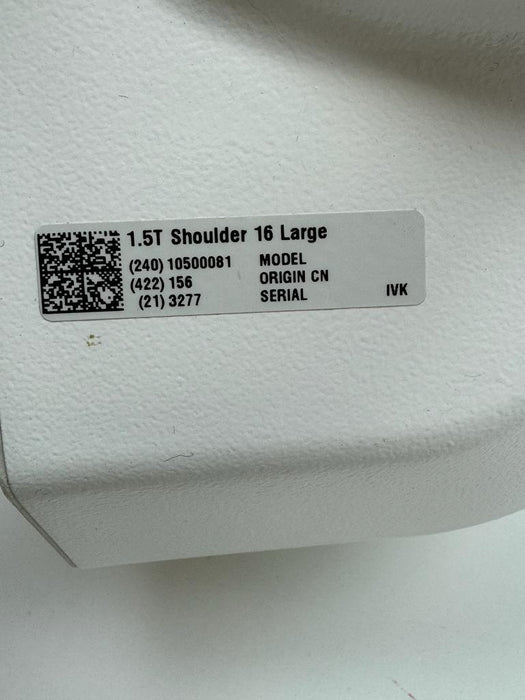 1.5T Shoulder 16 Large
(240) 10500081 MODEL
(422) 156 ORIGIN CN
(21) 3277 SERIAL IVK